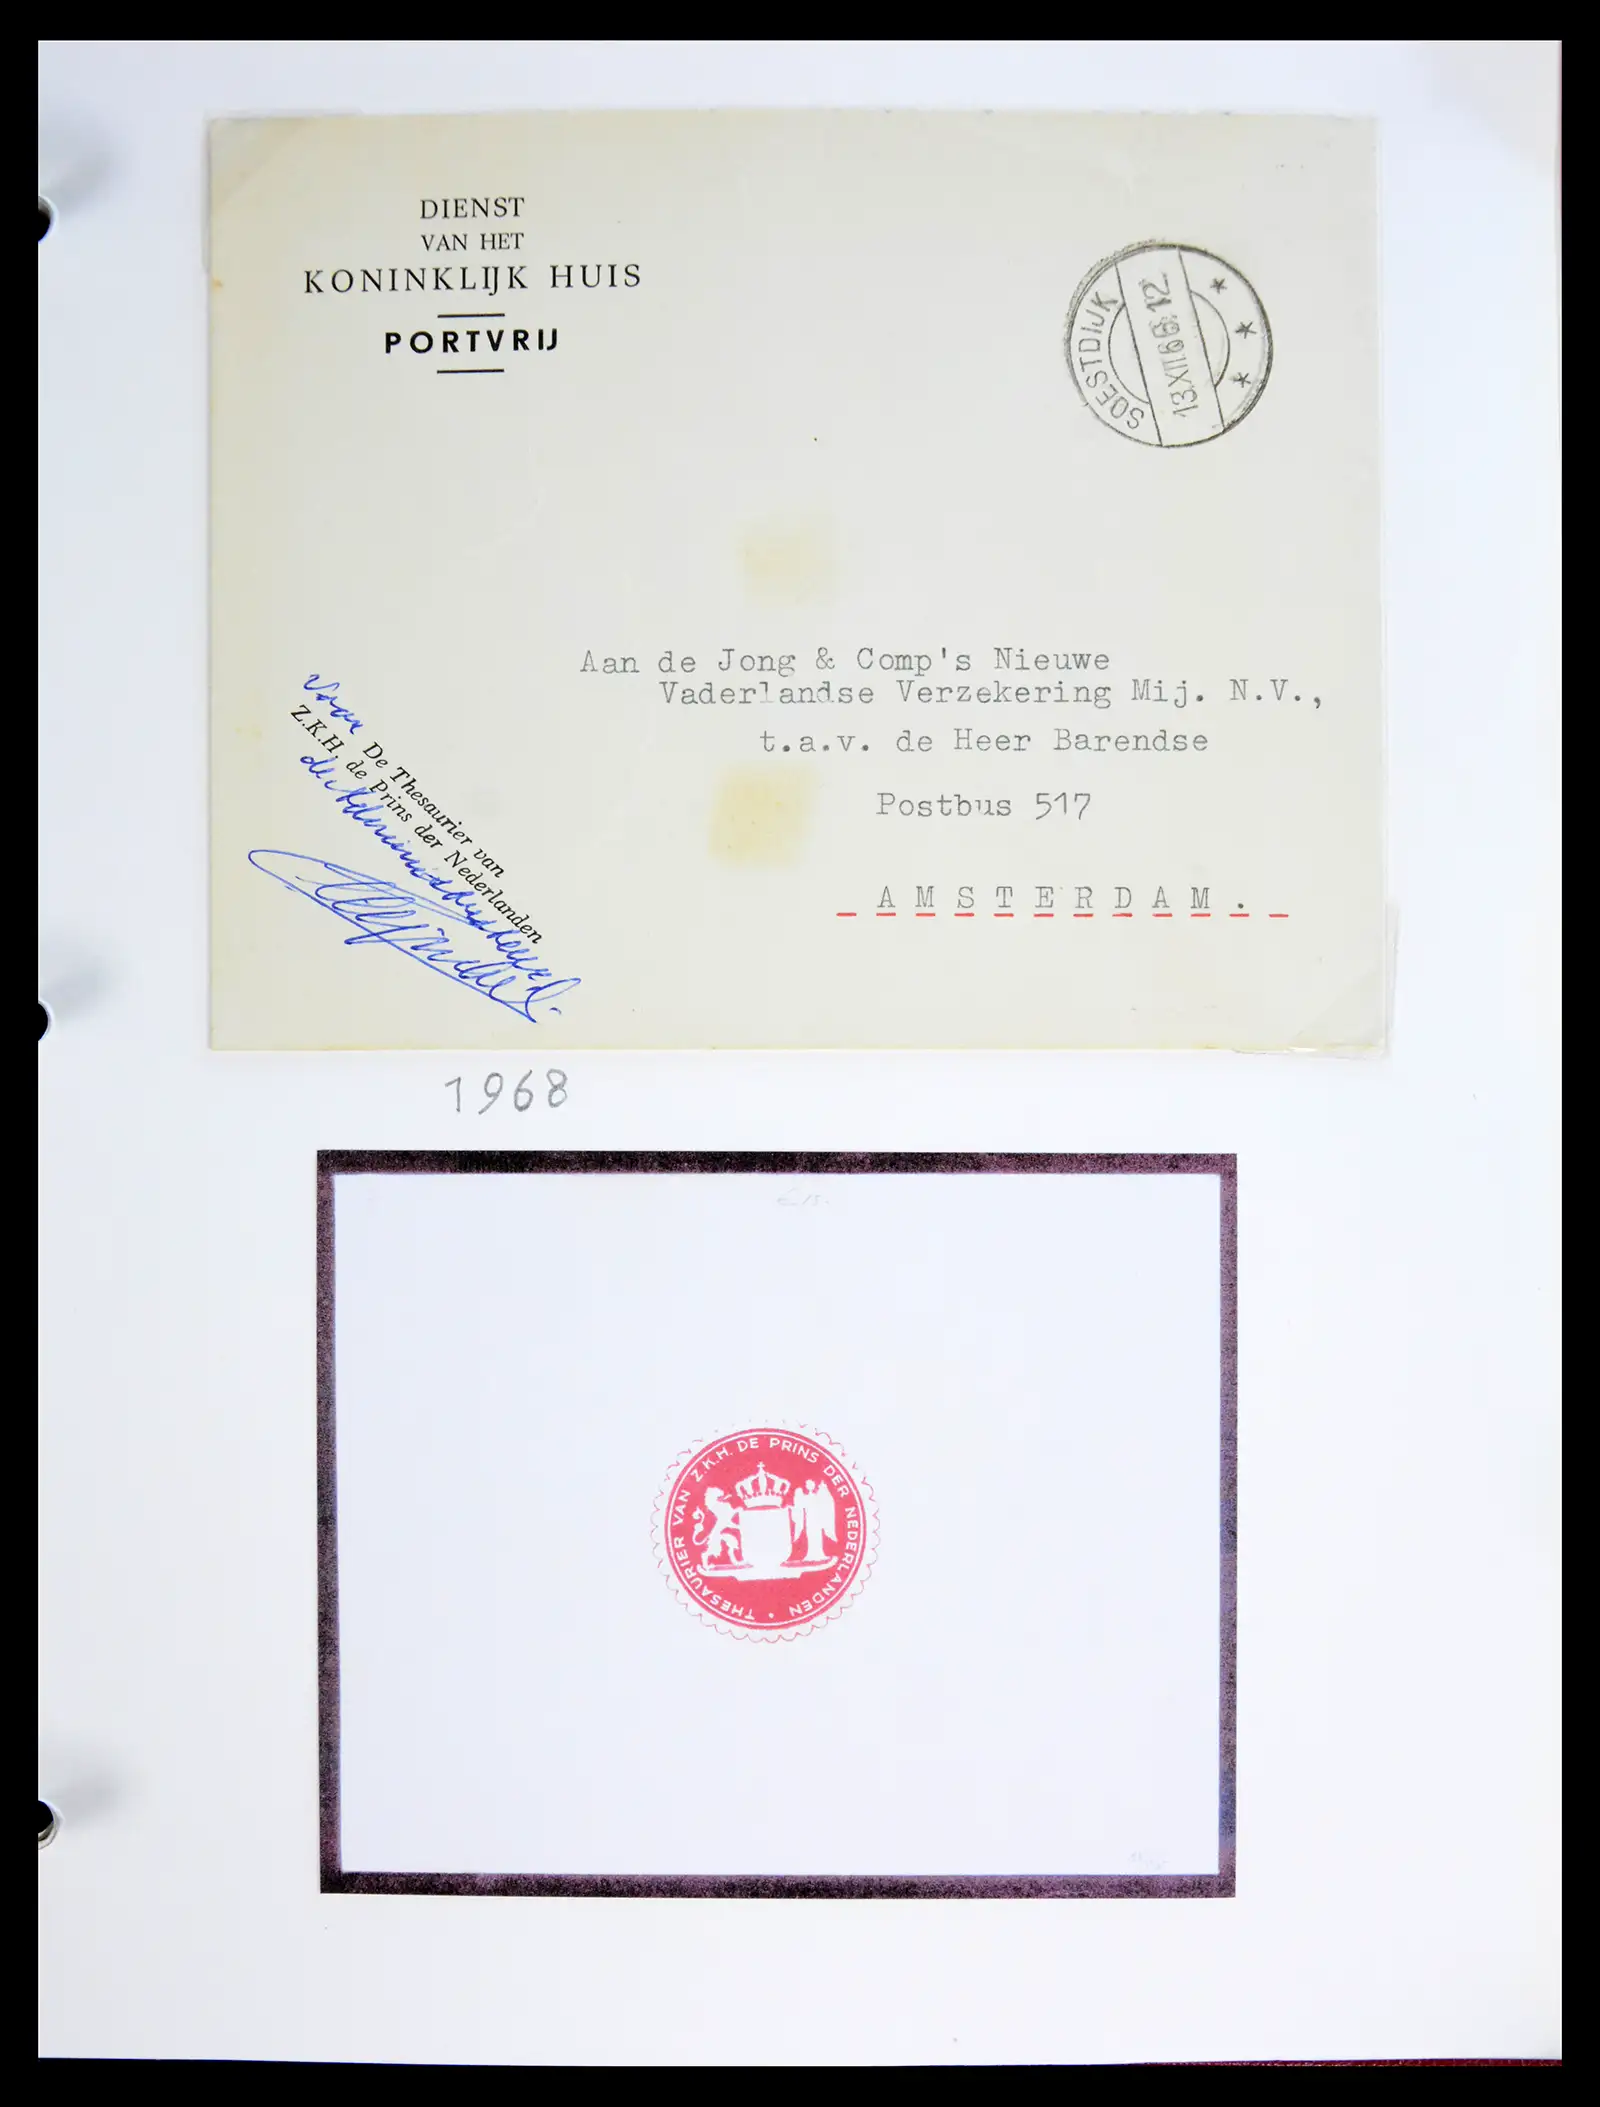 DIENST
VAN HET
KONINKLIJK HUIS
PORTVRIJ
SOESTDIJK
13.XII.68.12
Aan de Jong & Comp's Nieuwe
Vaderlandse Verzekering Mij. N.V.,
t.a.v. de Heer Barendse
Postbus 517
AMSTERDAM.
voor De Thesaurier van
Z.K.H. de Prins der Nederlanden
de
1968
THESAURIER VAN Z.K.H. DE PRINS DER NEDERLANDEN